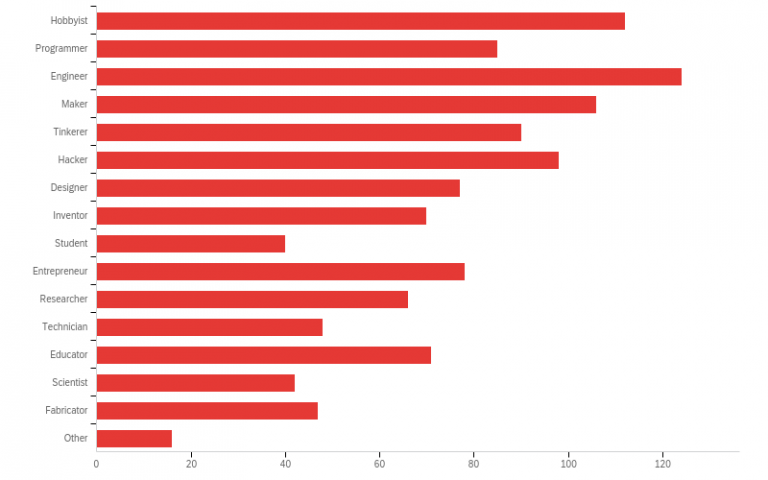 Hobbyist
Programmer
Engineer
Maker
Tinkerer
Hacker
Designer
Inventor
Student
Entrepreneur
Researcher
Technician
Educator
Scientist
Fabricator
Other
0 20 40 60 80 100 120